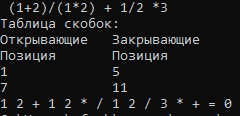 (1+2)/(1*2) + 1/2 *3
Таблица скобок:
Открывающие Закрывающие
Позиция Позиция
1 5
7 11
1 2 + 1 2 * / 1 2 / 3 * + = 0